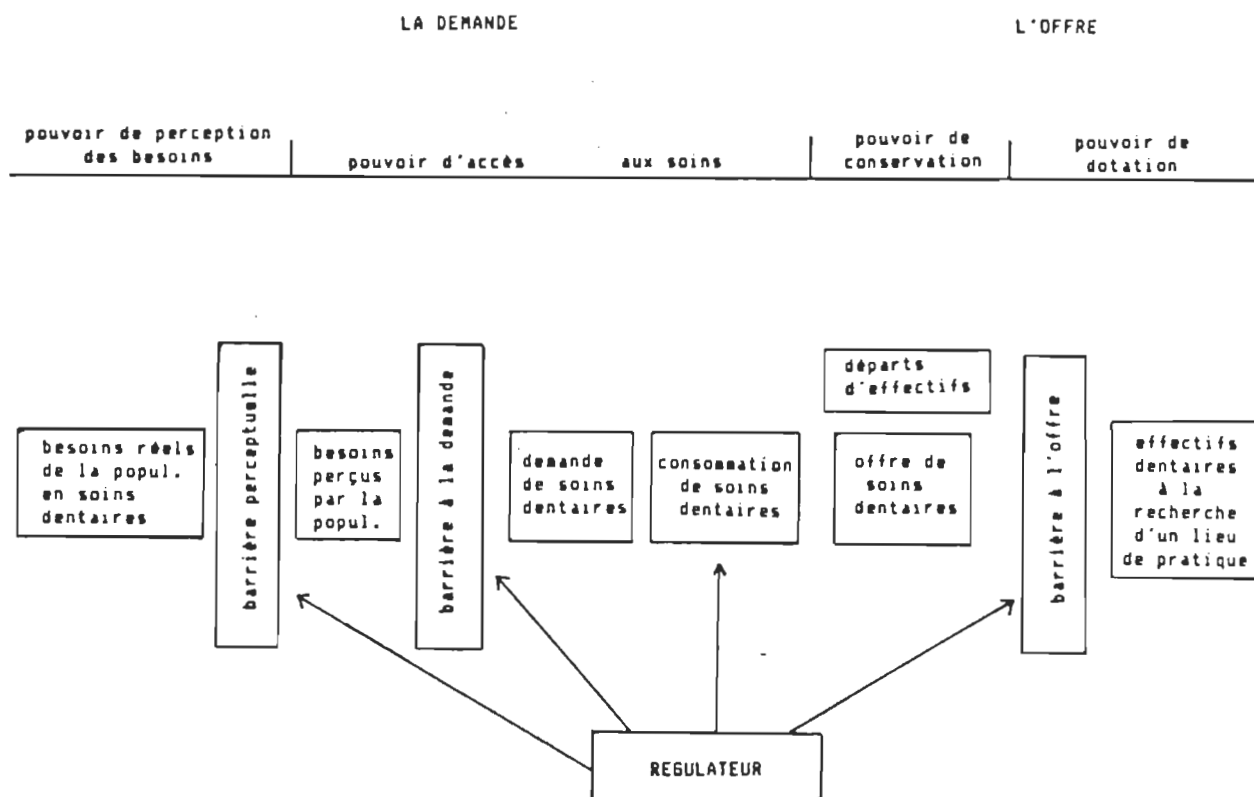 LA DEMANDE
L'OFFRE
pouvoir de perception
des besoins
pouvoir d'accès aux soins
pouvoir de
conservation
pouvoir de
dotation
besoins réels
de la popul.
en soins
dentaires
barrière perceptuelle
besoins
perçus
par la
popul.
barrière à la demande
demande
de soins
dentaires
consommation
de soins
dentaires
départs
d'effectifs
offre de
soins
dentaires
barrière à l'offre
effectifs
dentaires
à la
recherche
d'un lieu
de pratique
REGULATEUR